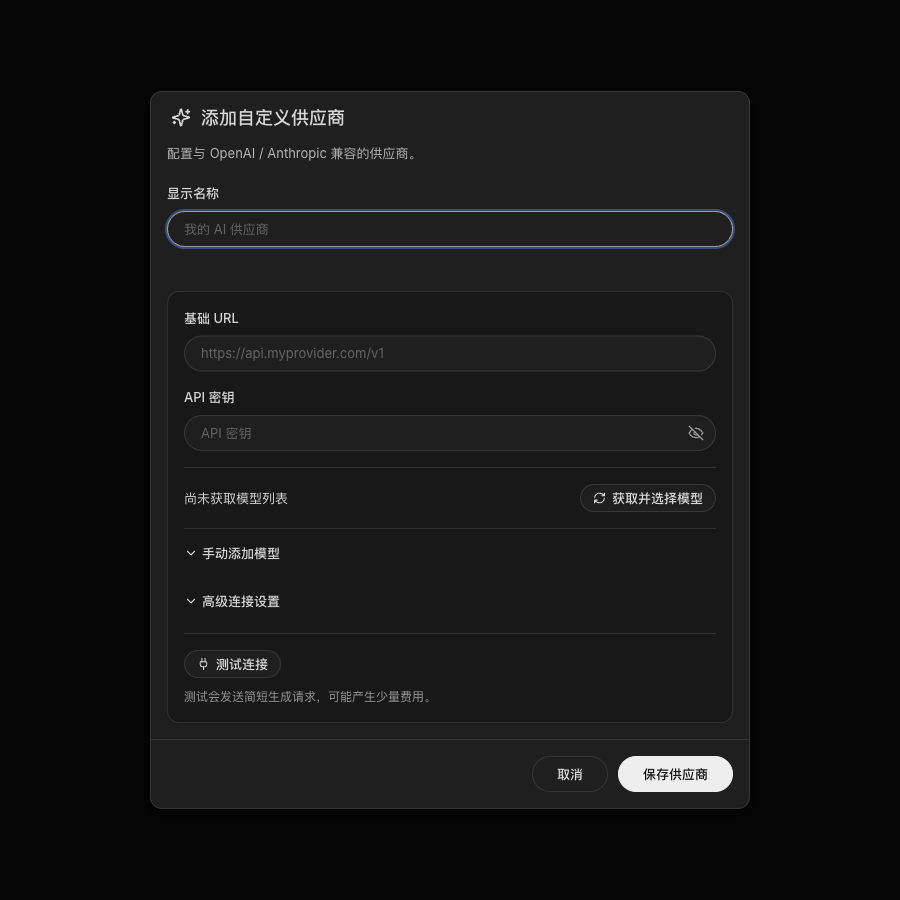 添加自定义供应商
配置与 OpenAI / Anthropic 兼容的供应商。
显示名称
我的 AI 供应商
基础 URL
https://api.myprovider.com/v1
API 密钥
API 密钥
尚未获取模型列表
获取并选择模型
手动添加模型
高级连接设置
测试连接
测试会发送简短生成请求，可能产生少量费用。
取消
保存供应商